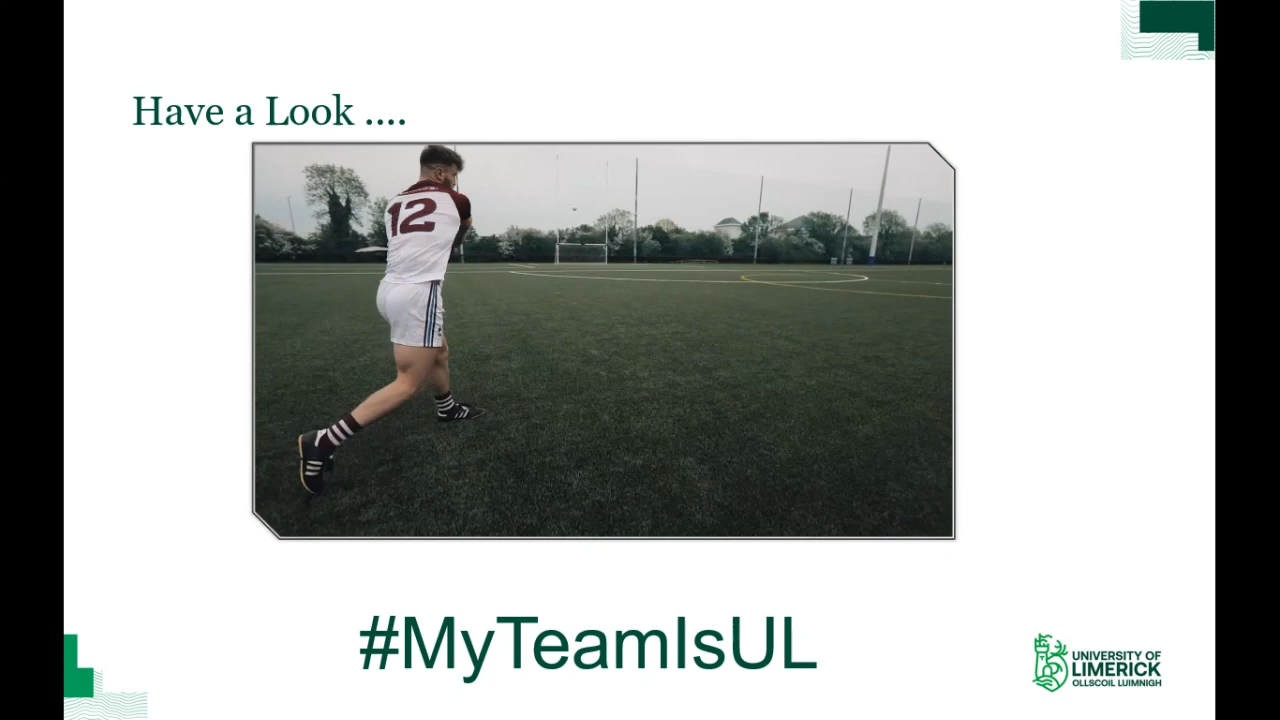 Have a Look ....
12
#MyTeamIsUL
UNIVERSITY OF
LIMERICK
OLLSCOIL LUIMNIGH